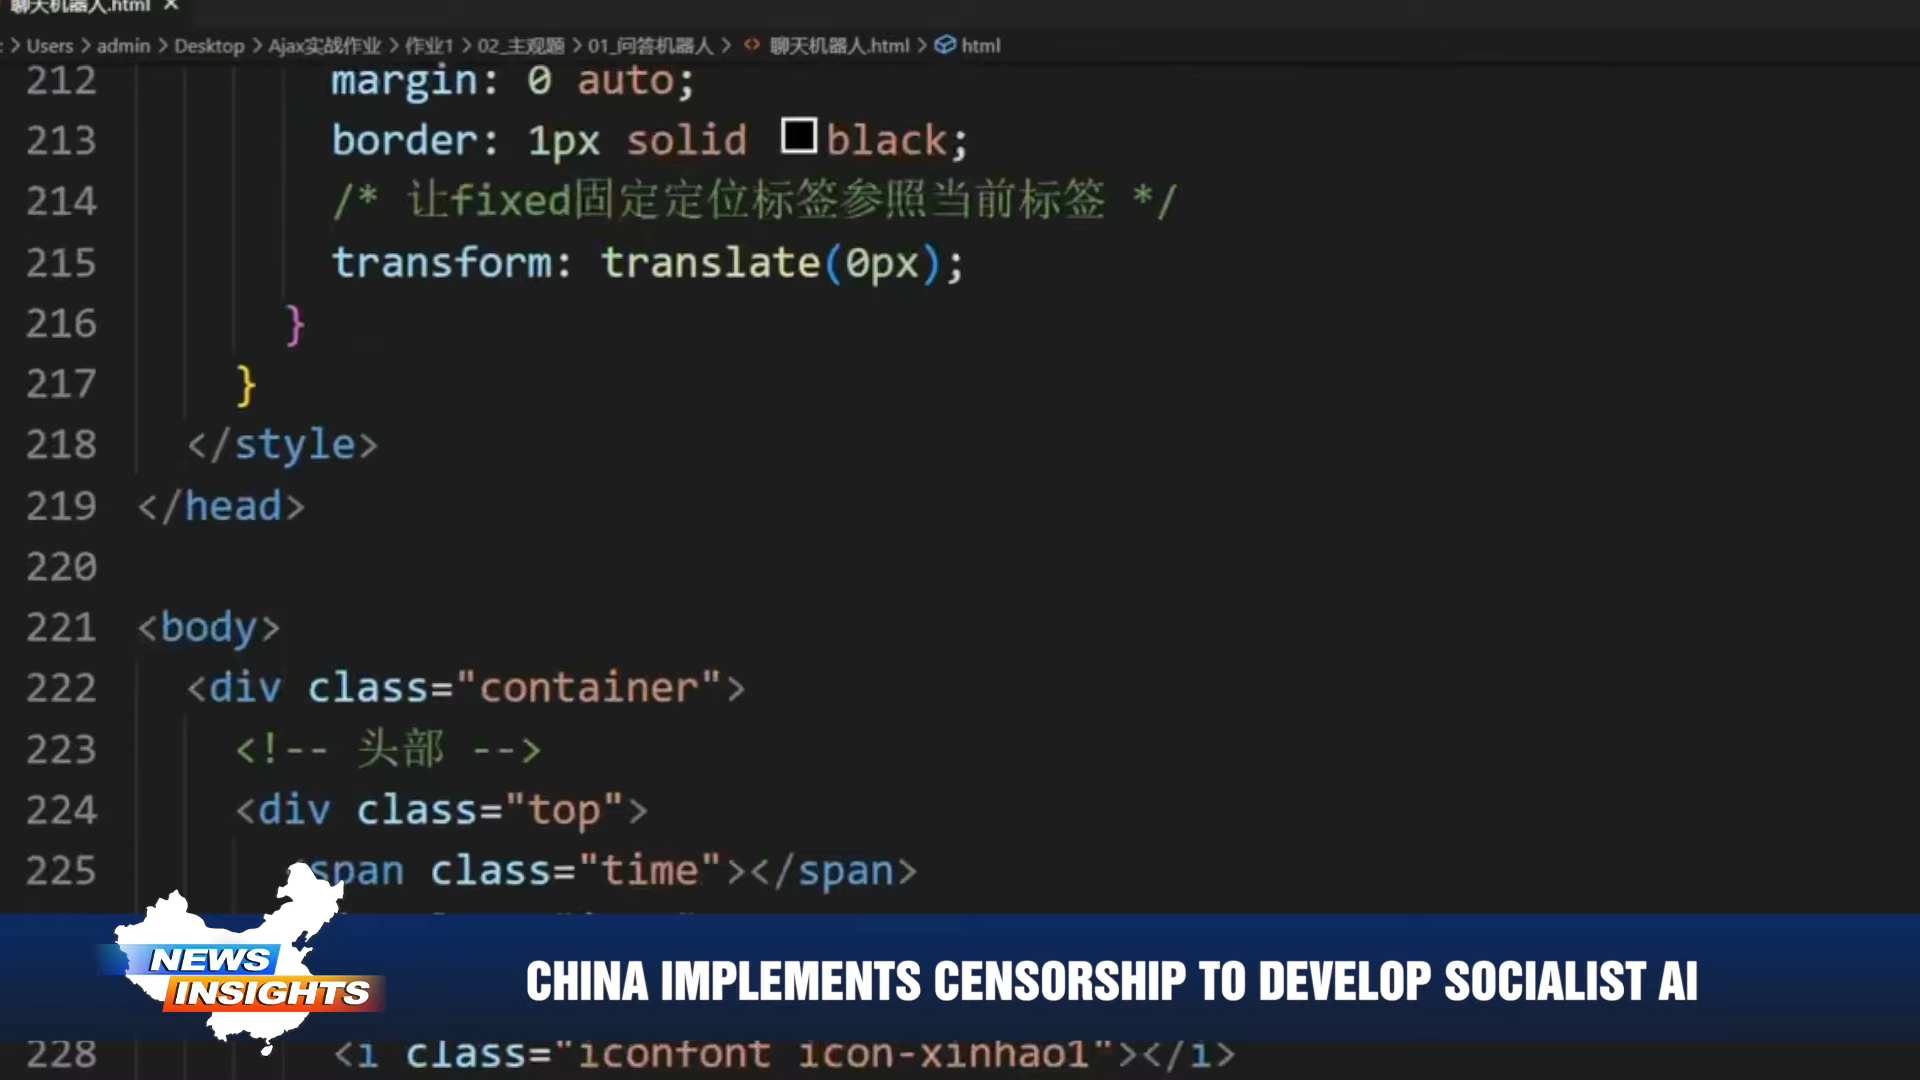 聊天机器人.html ×
> Users > admin > Desktop > Ajax实战作业 > 作业1 > 02_主观题 > 01_问答机器人 > <> 聊天机器人.html > html
212 margin: 0 auto;
213 border: 1px solid black;
214 /* 让fixed固定定位标签参照当前标签 */
215 transform: translate(0px);
216 }
217 }
218 </style>
219 </head>
220
221 <body>
222 <div class="container">
223 <!-- 头部 -->
224 <div class="top">
225 <span class="time"></span>
NEWS
INSIGHTS
CHINA IMPLEMENTS CENSORSHIP TO DEVELOP SOCIALIST AI
228 <i class="iconfont icon-xinhao1"></i>